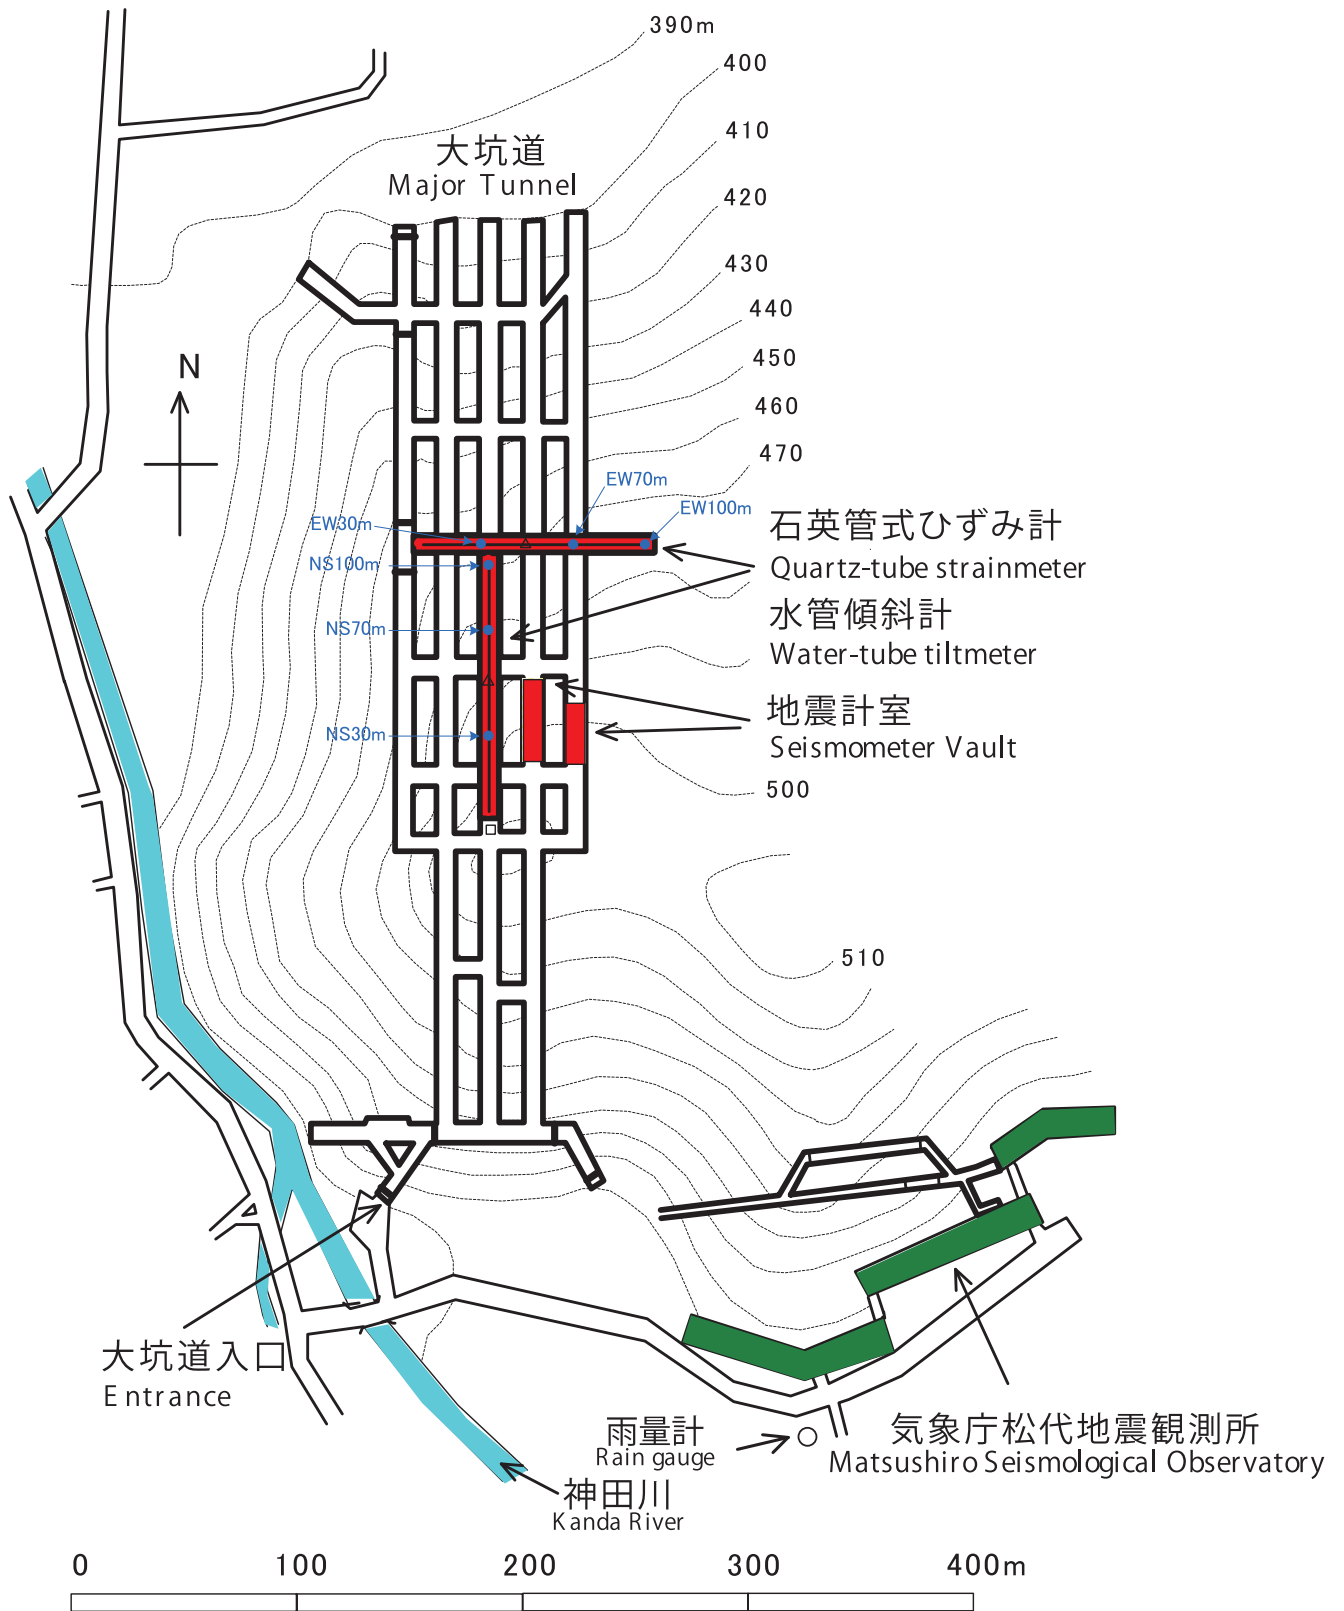 390m
400
410
大坑道
Major Tunnel
420
430
440
N
450
460
470
EW70m
EW100m
EW30m
石英管式ひずみ計
Quartz-tube strainmeter
NS100m
水管傾斜計
Water-tube tiltmeter
NS70m
地震計室
Seismometer Vault
NS30m
500
510
大坑道入口
Entrance
雨量計
Rain gauge
気象庁松代地震観測所
Matsushiro Seismological Observatory
神田川
Kanda River
0 100 200 300 400m